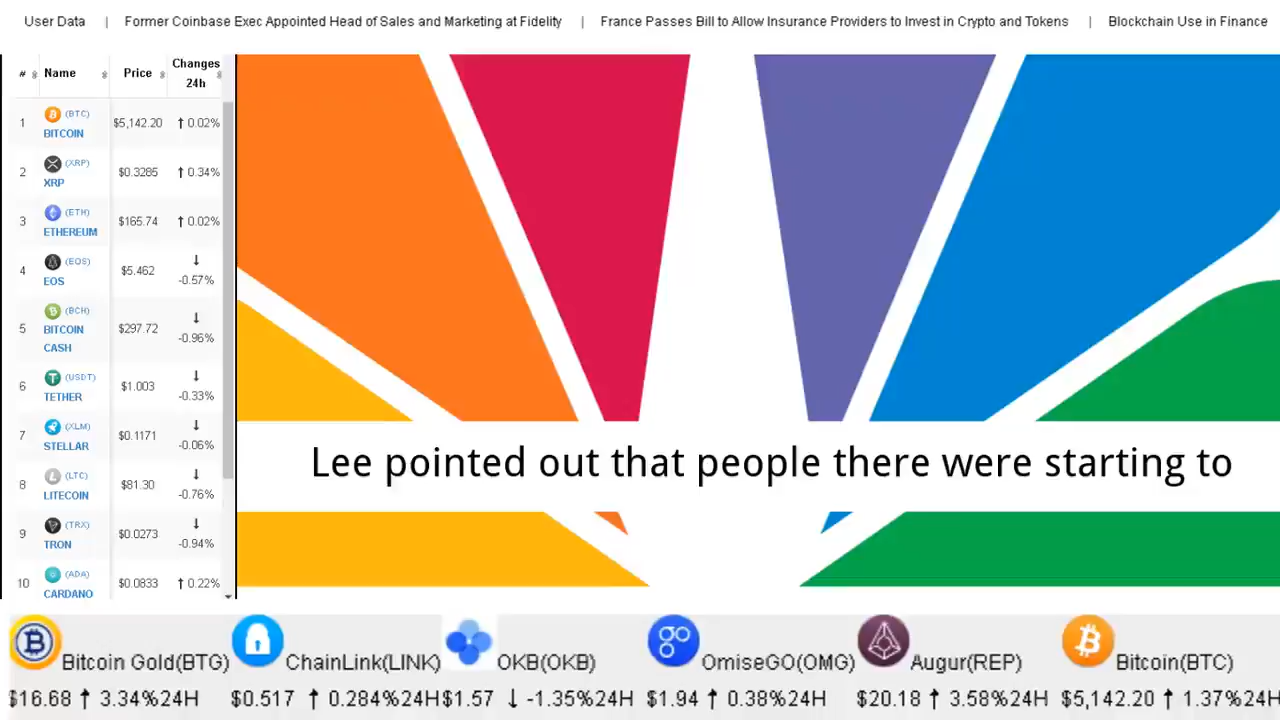 User Data | Former Coinbase Exec Appointed Head of Sales and Marketing at Fidelity | France Passes Bill to Allow Insurance Providers to Invest in Crypto and Tokens | Blockchain Use in Finance
# Name Price Changes 24h
1 (BTC) BITCOIN $5,142.20 ↑ 0.02%
2 (XRP) XRP $0.3285 ↑ 0.34%
3 (ETH) ETHEREUM $165.74 ↑ 0.02%
4 (EOS) EOS $5.462 ↓ -0.57%
5 (BCH) BITCOIN CASH $297.72 ↓ -0.96%
6 (USDT) TETHER $1.003 ↓ -0.33%
7 (XLM) STELLAR $0.1171 ↓ -0.06%
8 (LTC) LITECOIN $81.30 ↓ -0.76%
9 (TRX) TRON $0.0273 ↓ -0.94%
10 (ADA) CARDANO $0.0833 ↑ 0.22%
Lee pointed out that people there were starting to
Bitcoin Gold(BTG) ChainLink(LINK) OKB(OKB) OmiseGO(OMG) Augur(REP) Bitcoin(BTC)
$16.68 ↑ 3.34%24H $0.517 ↑ 0.284%24H $1.57 ↓ -1.35%24H $1.94 ↑ 0.38%24H $20.18 ↑ 3.58%24H $5,142.20 ↑ 1.37%24H